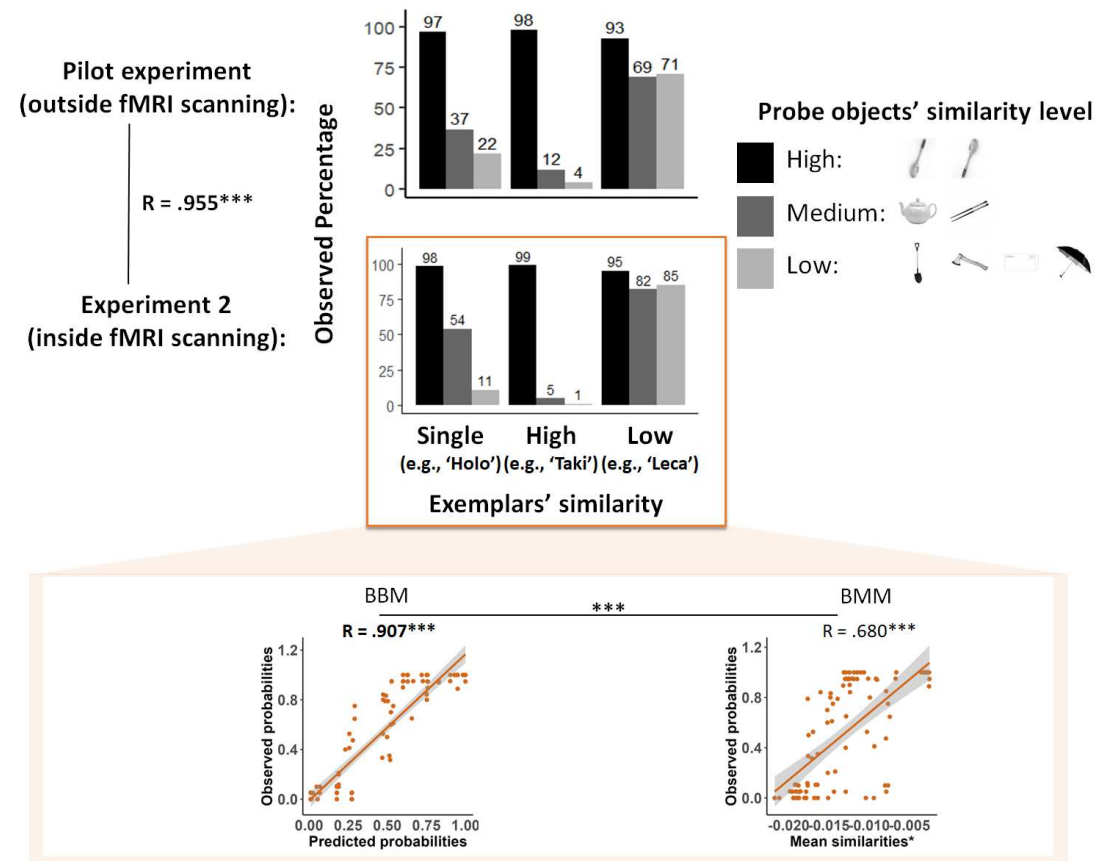 Pilot experiment
(outside fMRI scanning):
R = .955***
Experiment 2
(inside fMRI scanning):
Observed Percentage
100
75
50
25
0
97
37
22
98
12
4
93
69
71
Probe objects’ similarity level
High:
Medium:
Low:
100
75
50
25
0
98
54
11
99
5
1
95
82
85
Single
High
Low
(e.g., ‘Holo’)
(e.g., ‘Taki’)
(e.g., ‘Leca’)
Exemplars’ similarity
BBM
***
BMM
R = .907***
R = .680***
Observed probabilities
1.2
0.8
0.4
0.0
0.00 0.25 0.50 0.75 1.00
Predicted probabilities
Observed probabilities
1.2
0.8
0.4
0.0
-0.020-0.015-0.010-0.005
Mean similarities*